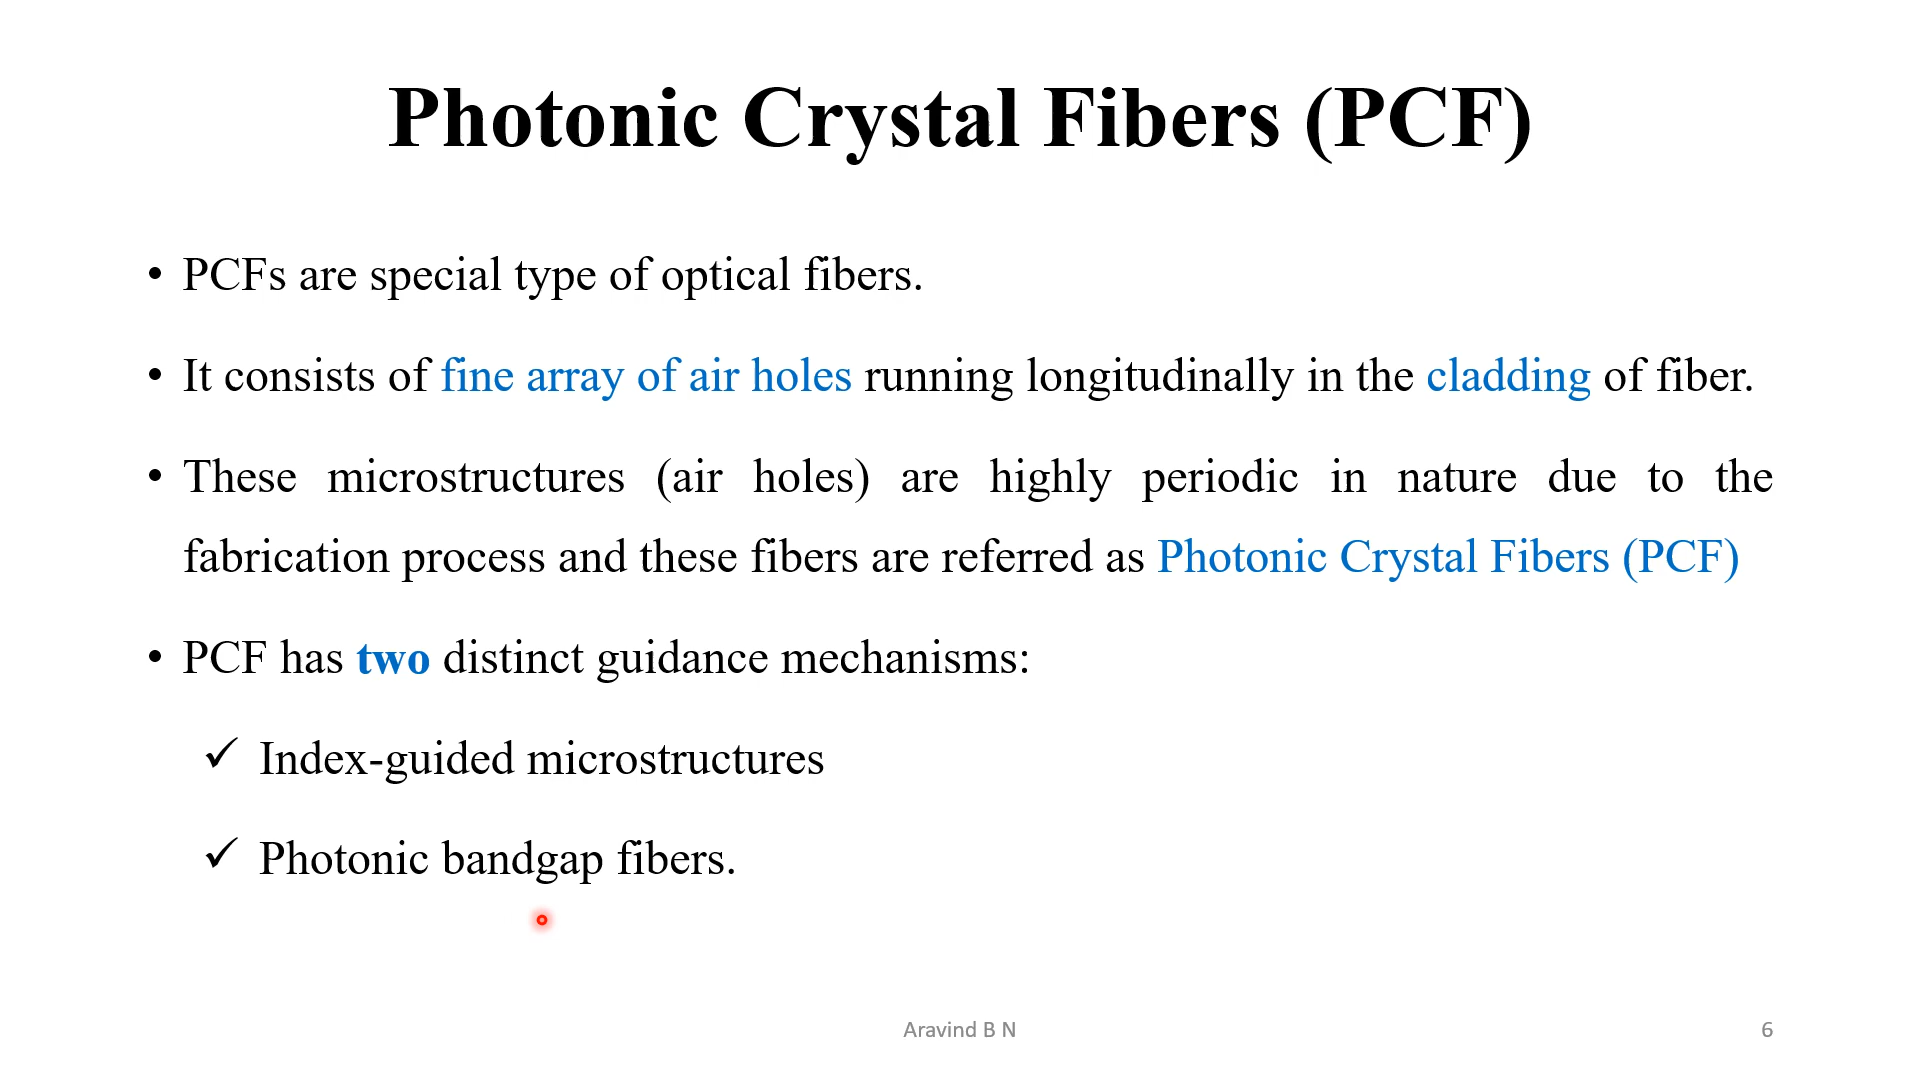 Photonic Crystal Fibers (PCF)
• PCFs are special type of optical fibers.
• It consists of fine array of air holes running longitudinally in the cladding of fiber.
• These microstructures (air holes) are highly periodic in nature due to the
fabrication process and these fibers are referred as Photonic Crystal Fibers (PCF)
• PCF has two distinct guidance mechanisms:
✓ Index-guided microstructures
✓ Photonic bandgap fibers.
Aravind B N
6